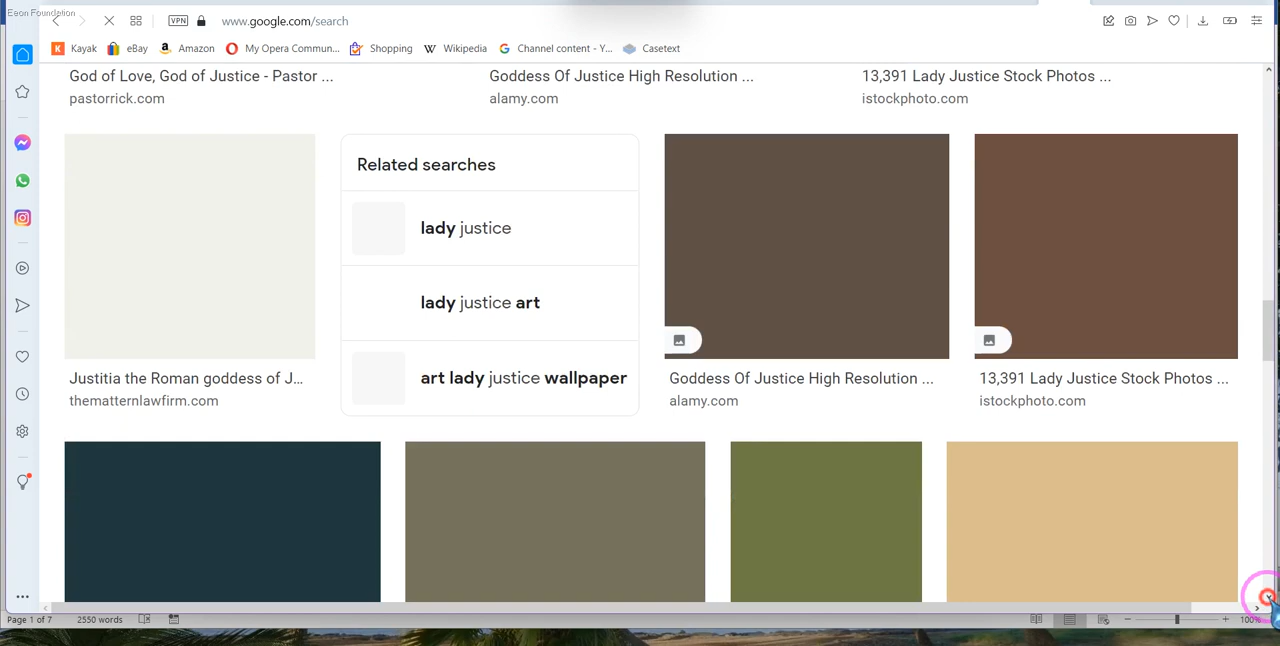 Eeon Foundation
VPN
www.google.com/search
Kayak
eBay
Amazon
My Opera Commun...
Shopping
Wikipedia
Channel content - Y...
Casetext
God of Love, God of Justice - Pastor ...
pastorrick.com
Goddess Of Justice High Resolution ...
alamy.com
13,391 Lady Justice Stock Photos ...
istockphoto.com
Related searches
lady justice
lady justice art
art lady justice wallpaper
Justitia the Roman goddess of J...
thematternlawfirm.com
Goddess Of Justice High Resolution ...
alamy.com
13,391 Lady Justice Stock Photos ...
istockphoto.com
Page 1 of 7
2550 words
100%